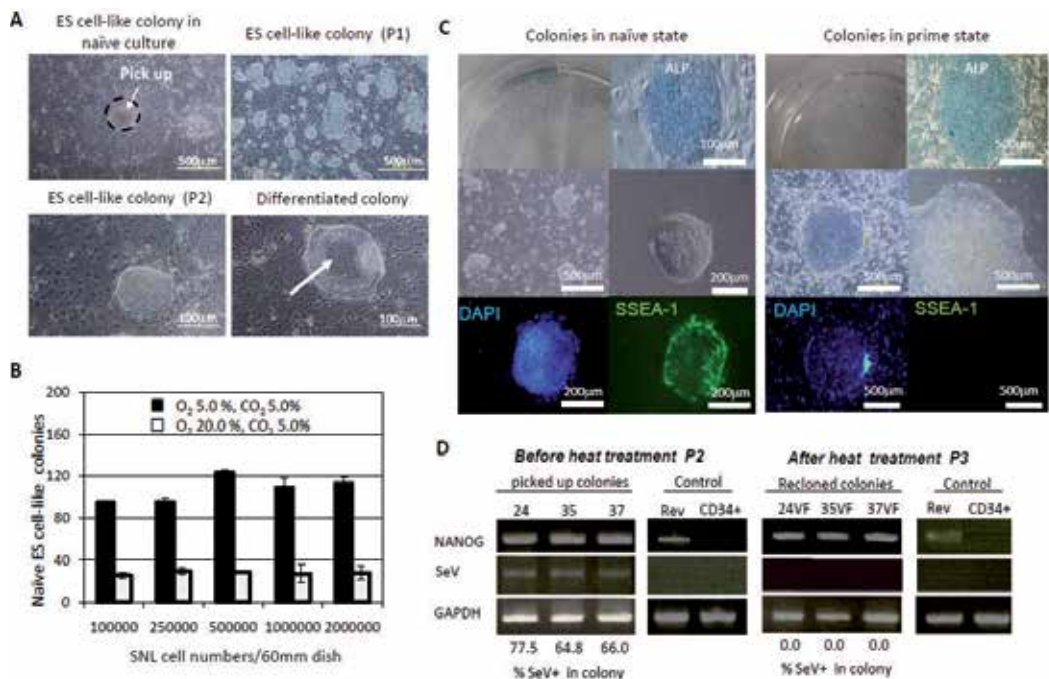 A
ES cell-like colony in
naïve culture
Pick up
500μm
ES cell-like colony (P1)
500μm
ES cell-like colony (P2)
100μm
Differentiated colony
100μm
B
Naïve ES cell-like colonies
200
160
120
80
40
0
O₂ 5.0 %, CO₂ 5.0%
O₂ 20.0 %, CO₂ 5.0%
100000 250000 500000 1000000 2000000
SNL cell numbers/60mm dish
C
Colonies in naïve state
ALP
100μm
500μm
200μm
DAPI
200μm
SSEA-1
200μm
Colonies in prime state
ALP
500μm
500μm
500μm
DAPI
500μm
SSEA-1
500μm
D
Before heat treatment P2
picked up colonies
24 35 37
Control
Rev CD34+
After heat treatment P3
Recloned colonies
24VF 35VF 37VF
Control
Rev CD34+
NANOG
SeV
GAPDH
77.5 64.8 66.0
% SeV+ In colony
0.0 0.0 0.0
% SeV+ in colony